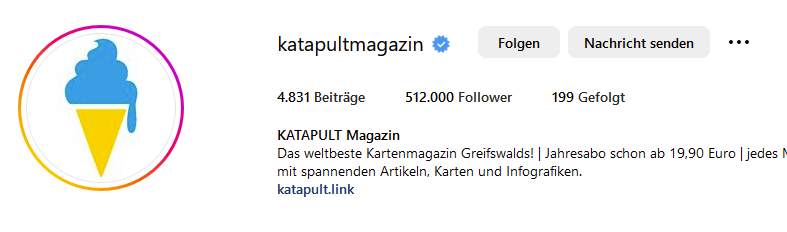 katapultmagazin Folgen Nachricht senden
4.831 Beiträge 512.000 Follower 199 Gefolgt
KATAPULT Magazin
Das weltbeste Kartenmagazin Greifswalds! | Jahresabo schon ab 19,90 Euro | jedes
mit spannenden Artikeln, Karten und Infografiken.
katapult.link